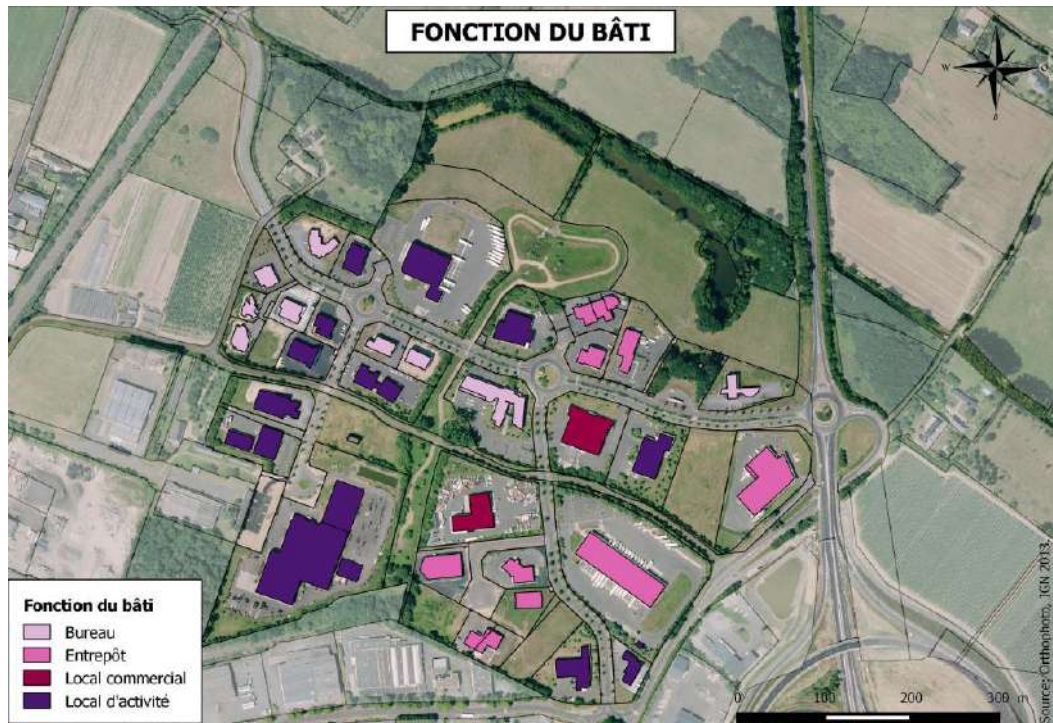 FONCTION DU BÂTI
W
O
Fonction du bâti
Bureau
Entrepôt
Local commercial
Local d'activité
0 100 200 300 m
Source: Orthophoto, IGN 2013.